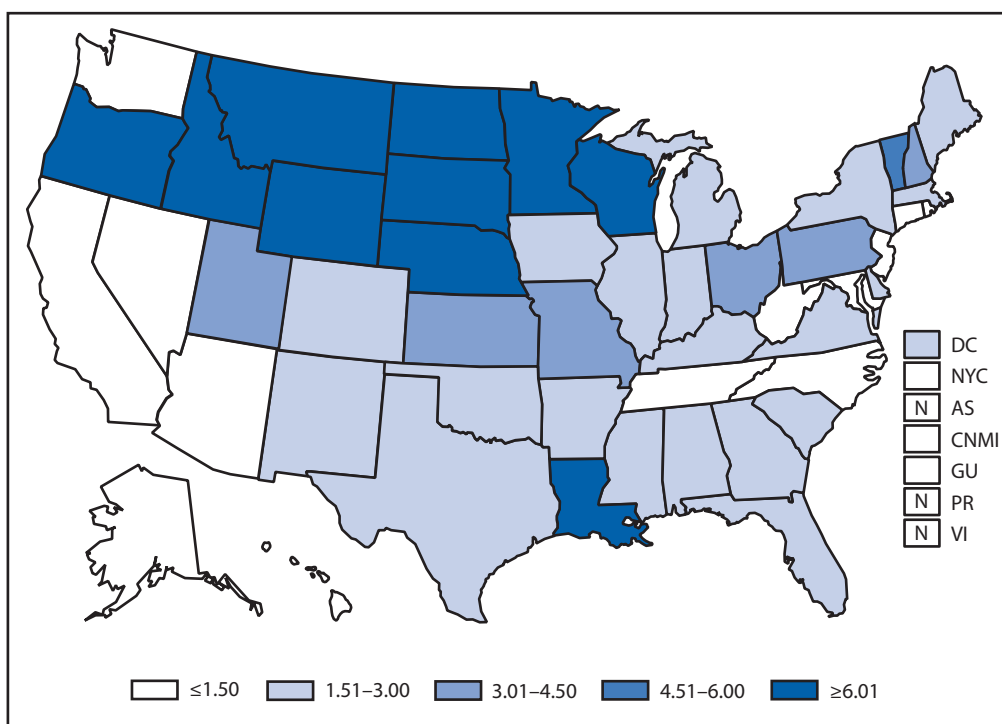 DC
NYC
N AS
CNMI
GU
N PR
N VI
≤1.50 1.51–3.00 3.01–4.50 4.51–6.00 ≥6.01